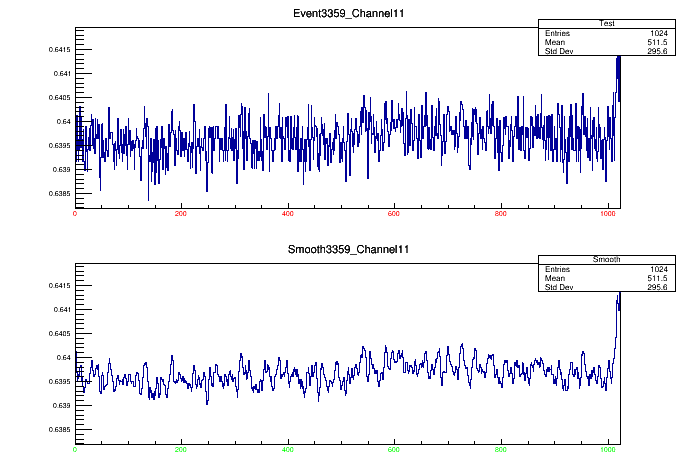 Event3359_Channel11
Test
Entries 1024
Mean 511.5
Std Dev 295.6
0.6415
0.641
0.6405
0.64
0.6395
0.639
0.6385
0 200 400 600 800 1000
Smooth3359_Channel11
Smooth
Entries 1024
Mean 511.5
Std Dev 295.6
0.6415
0.641
0.6405
0.64
0.6395
0.639
0.6385
0 200 400 600 800 1000